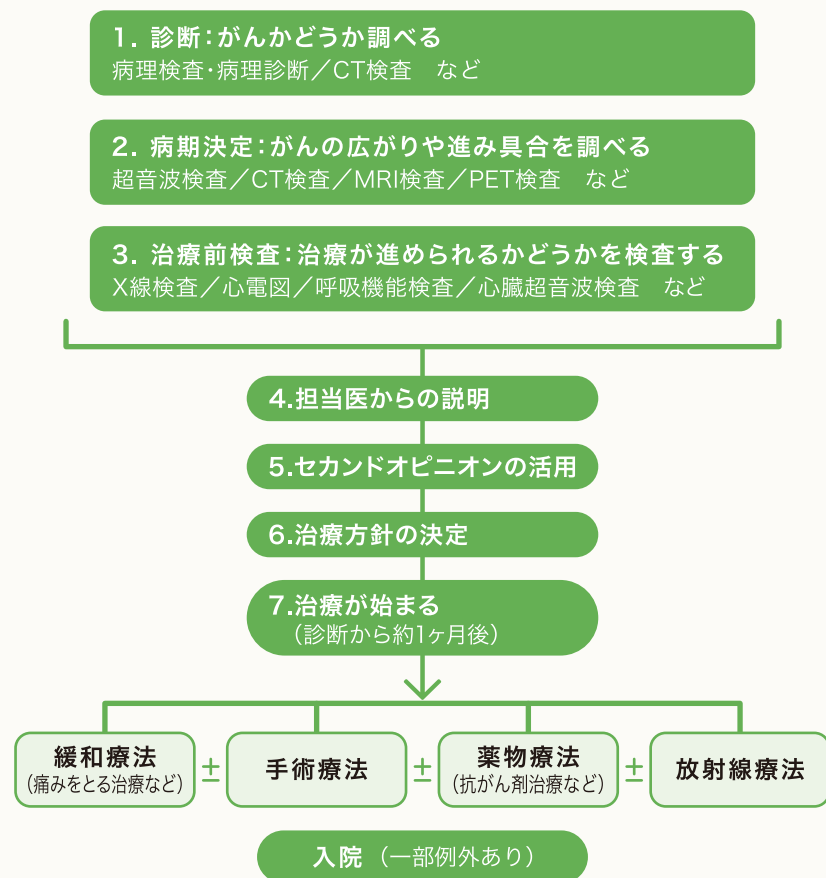 1. 診断：がんかどうか調べる
病理検査・病理診断／CT検査　など
2. 病期決定：がんの広がりや進み具合を調べる
超音波検査／CT検査／MRI検査／PET検査　など
3. 治療前検査：治療が進められるかどうかを検査する
X線検査／心電図／呼吸機能検査／心臓超音波検査　など
4.担当医からの説明
5.セカンドオピニオンの活用
6.治療方針の決定
7.治療が始まる
（診断から約1ヶ月後）
緩和療法 ± 手術療法 ± 薬物療法 ± 放射線療法
（痛みをとる治療など） （抗がん剤治療など）
入院（一部例外あり）